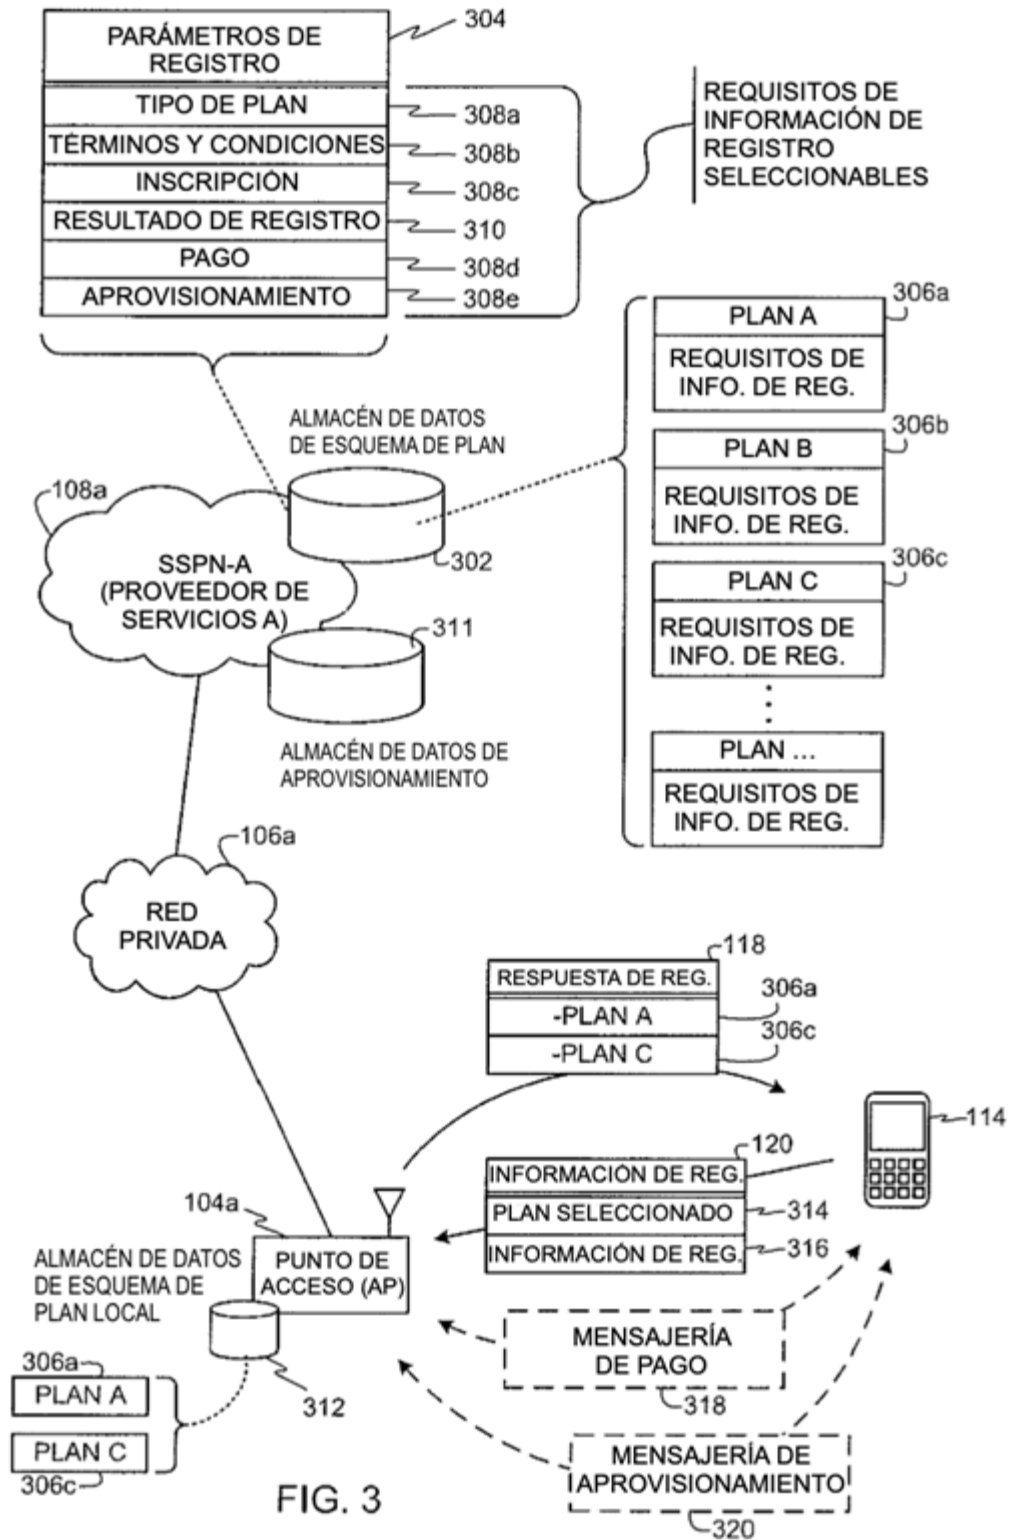 PARÁMETROS DE
REGISTRO
304
TIPO DE PLAN
308a
TÉRMINOS Y CONDICIONES
308b
INSCRIPCIÓN
308c
RESULTADO DE REGISTRO
310
PAGO
308d
APROVISIONAMIENTO
308e
REQUISITOS DE
INFORMACIÓN DE
REGISTRO
SELECCIONABLES
306a
PLAN A
REQUISITOS DE
INFO. DE REG.
306b
PLAN B
REQUISITOS DE
INFO. DE REG.
306c
PLAN C
REQUISITOS DE
INFO. DE REG.
PLAN ...
REQUISITOS DE
INFO. DE REG.
ALMACÉN DE DATOS
DE ESQUEMA DE PLAN
302
108a
SSPN-A
(PROVEEDOR DE
SERVICIOS A)
311
ALMACÉN DE DATOS DE
APROVISIONAMIENTO
106a
RED
PRIVADA
118
RESPUESTA DE REG.
306a
-PLAN A
306c
-PLAN C
114
120
INFORMACIÓN DE REG.
PLAN SELECCIONADO
314
INFORMACIÓN DE REG.
316
104a
PUNTO DE
ACCESO (AP)
ALMACÉN DE DATOS
DE ESQUEMA DE
PLAN LOCAL
312
306a
PLAN A
PLAN C
306c
MENSAJERÍA
DE PAGO
318
MENSAJERÍA DE
APROVISIONAMIENTO
320
FIG. 3